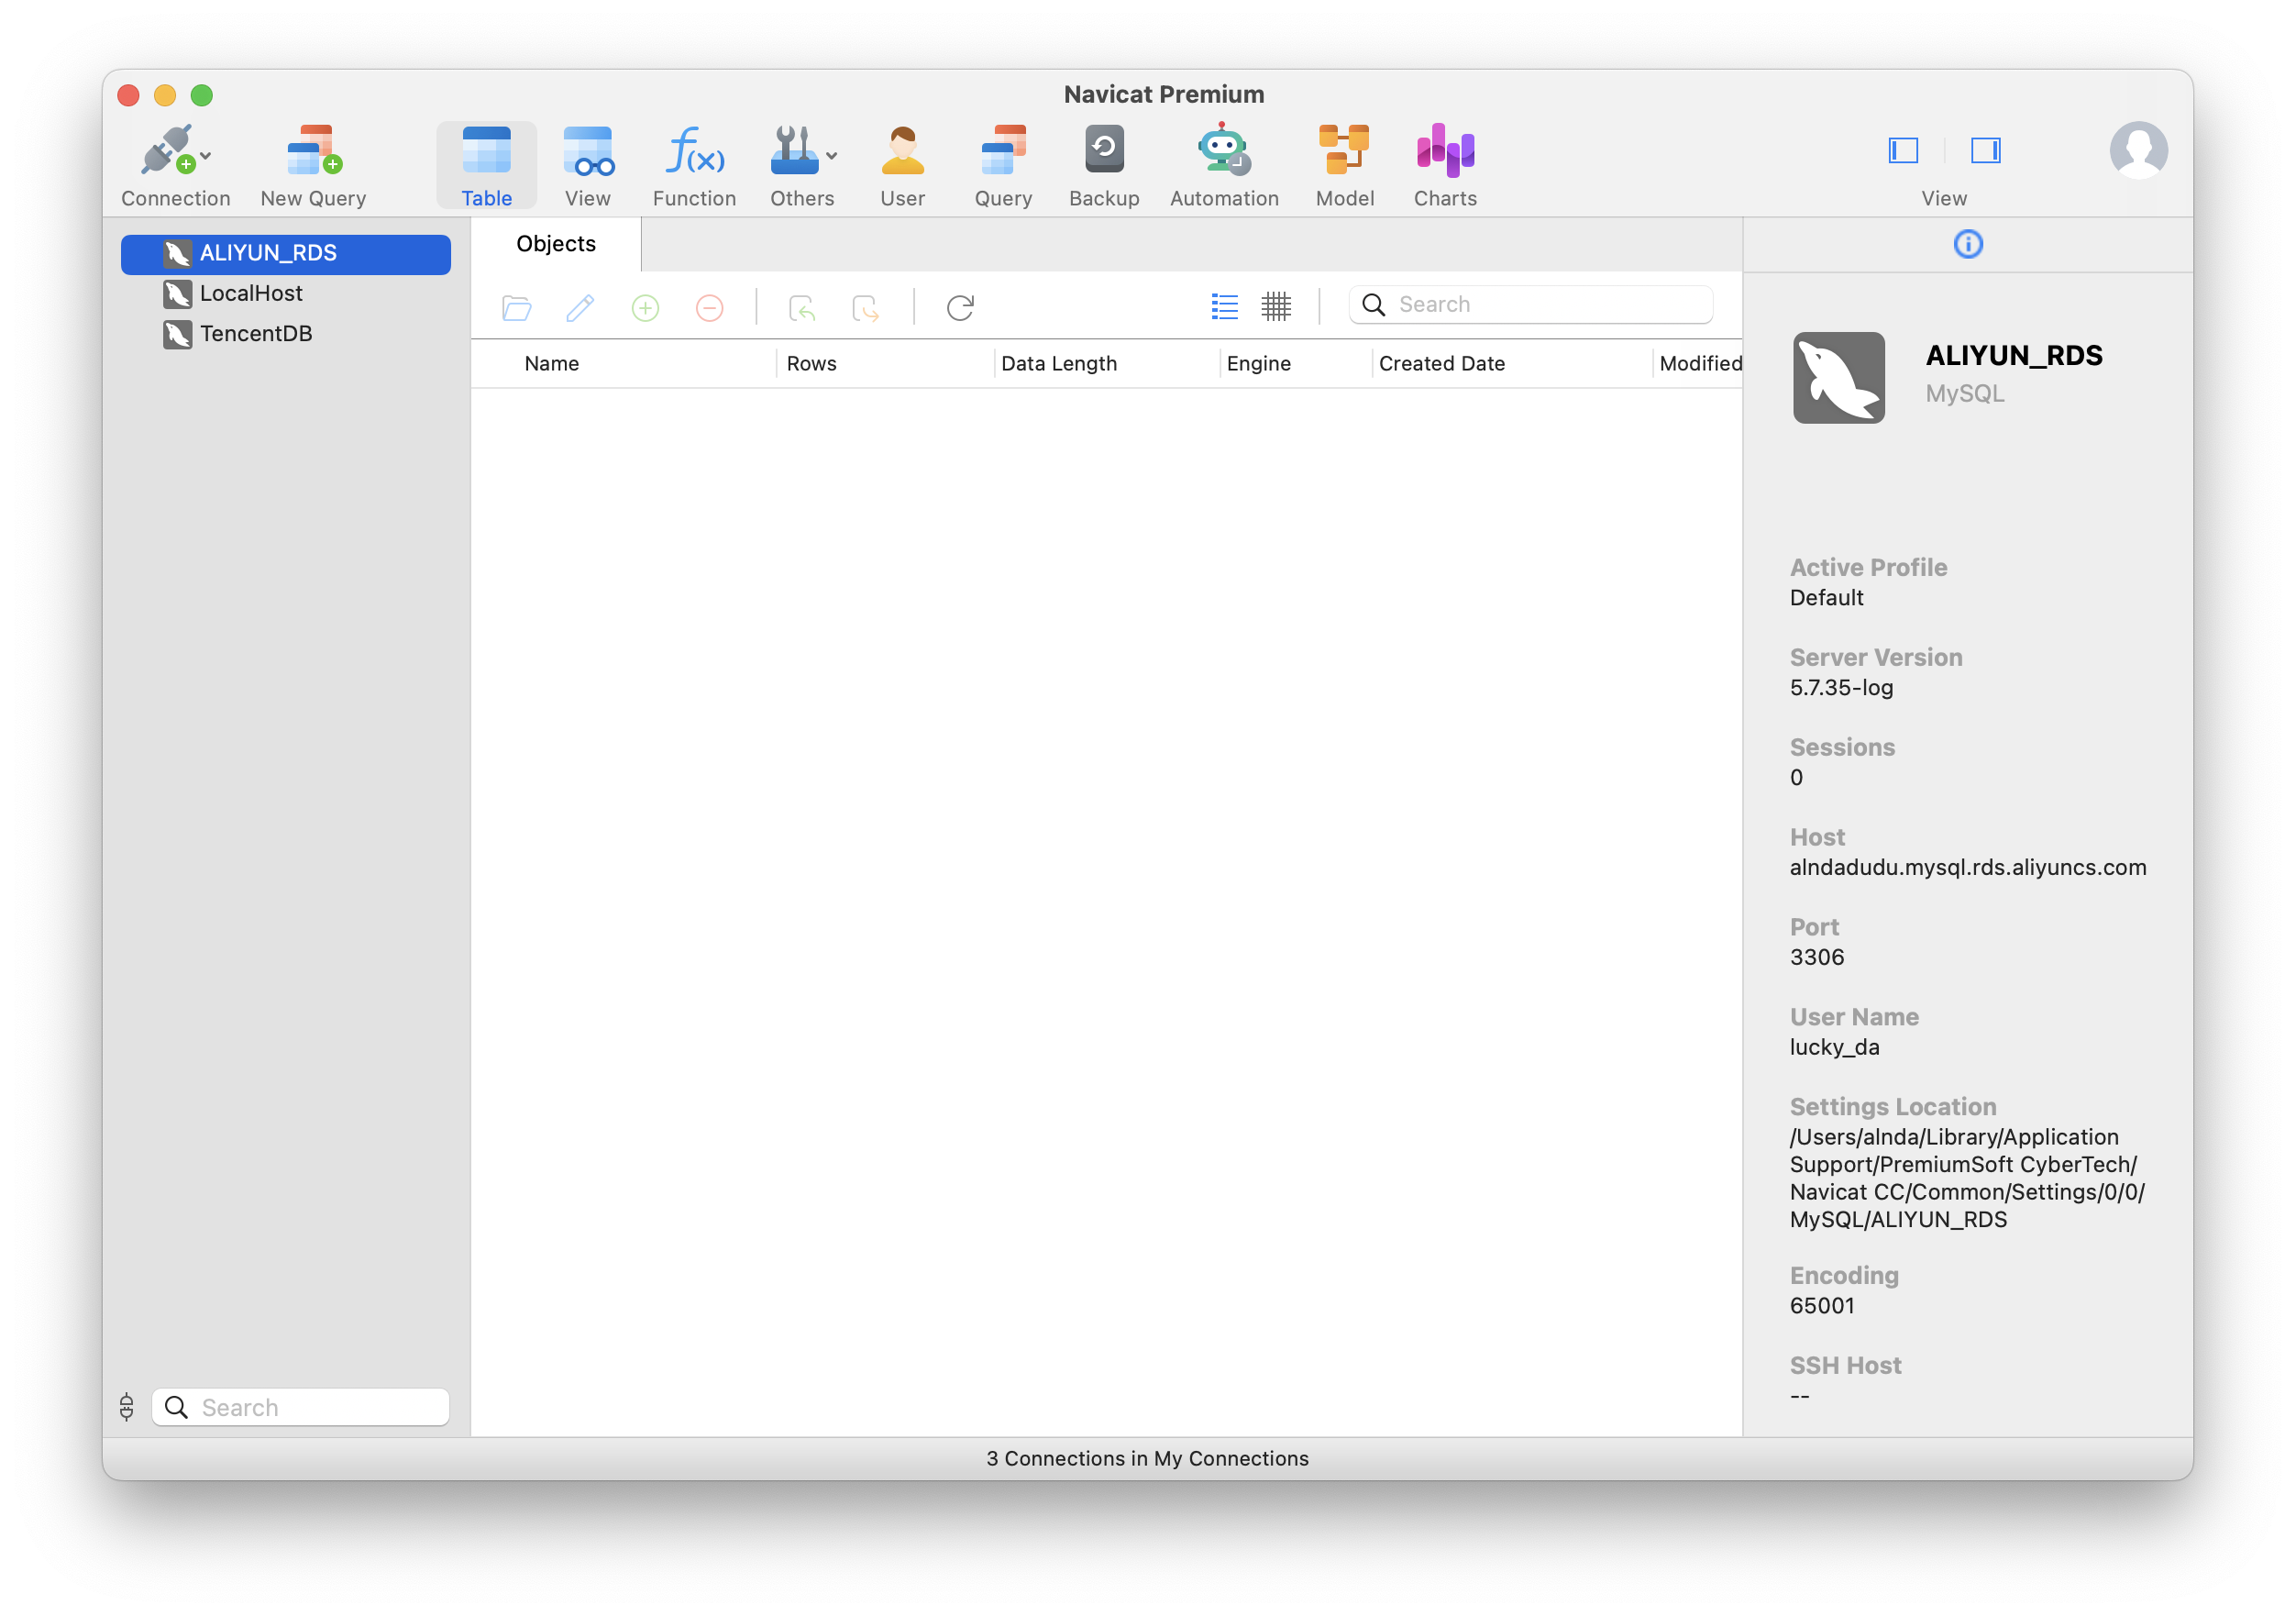 Navicat Premium
Connection
New Query
Table
View
Function
Others
User
Query
Backup
Automation
Model
Charts
View
ALIYUN_RDS
LocalHost
TencentDB
Search
Objects
Search
Name
Rows
Data Length
Engine
Created Date
Modified
ALIYUN_RDS
MySQL
Active Profile
Default
Server Version
5.7.35-log
Sessions
0
Host
alndadudu.mysql.rds.aliyuncs.com
Port
3306
User Name
lucky_da
Settings Location
/Users/alnda/Library/Application
Support/PremiumSoft CyberTech/
Navicat CC/Common/Settings/0/0/
MySQL/ALIYUN_RDS
Encoding
65001
SSH Host
--
3 Connections in My Connections